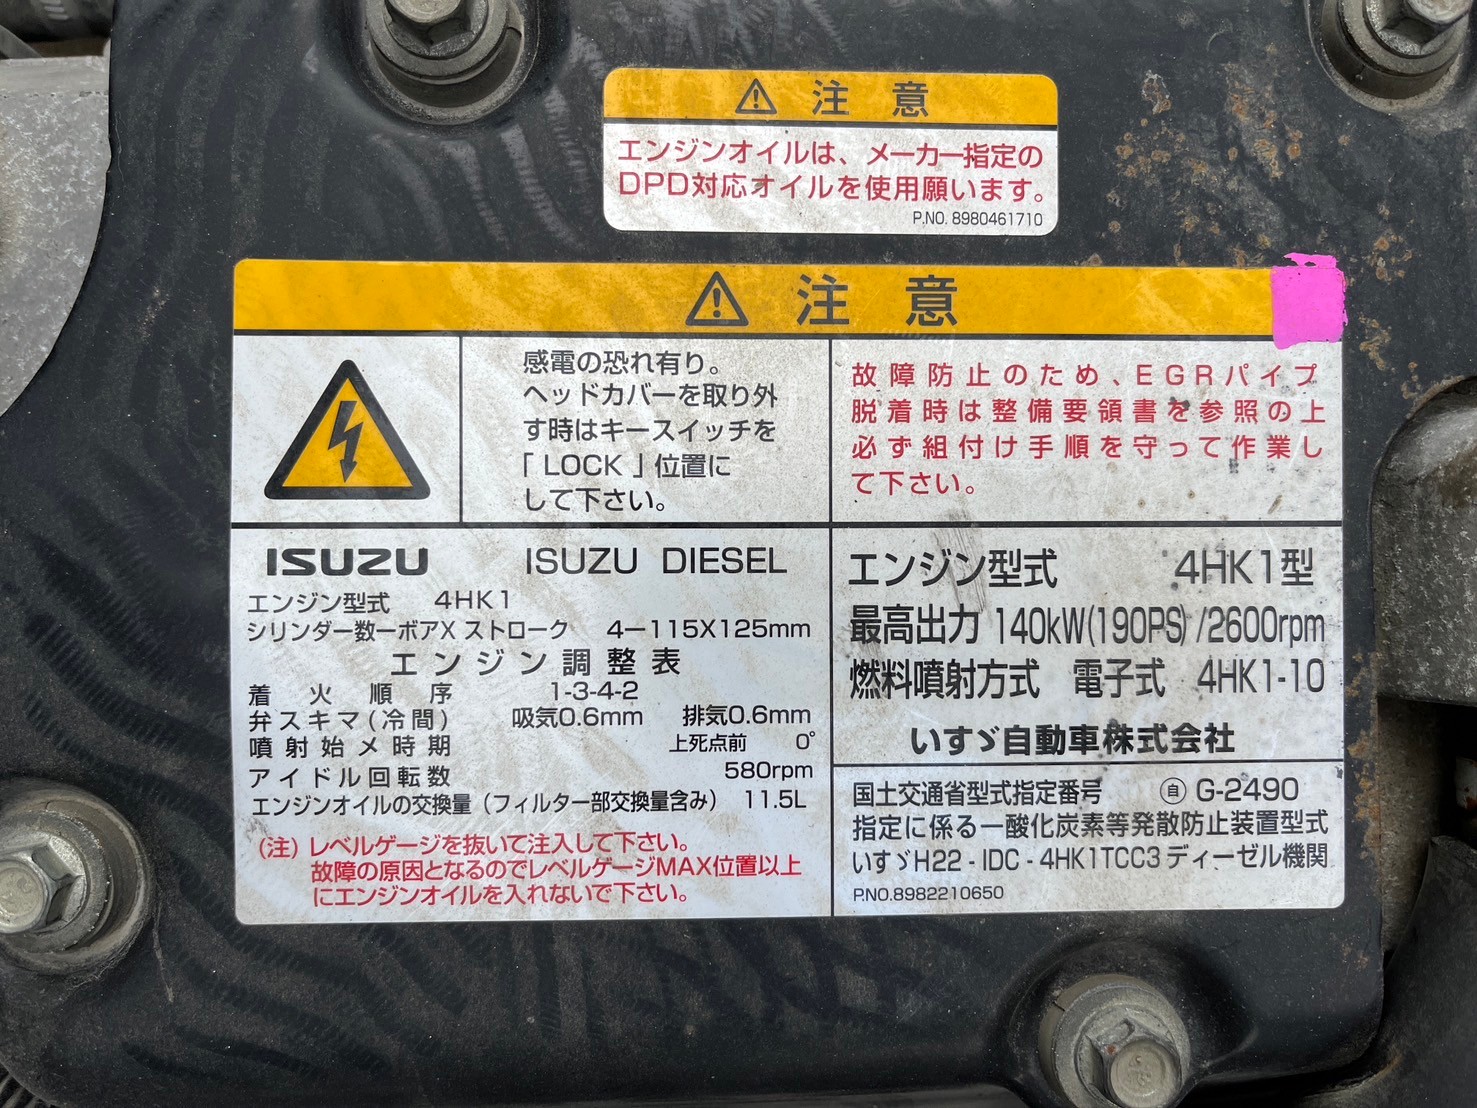 ⚠ 注意
エンジンオイルは、メーカー指定の
DPD対応オイルを使用願います。
P.NO. 8980461710
⚠ 注意
感電の恐れ有り。
ヘッドカバーを取り外
す時はキースイッチを
「LOCK」位置に
して下さい。
故障防止のため、EGRパイプ
脱着時は整備要領書を参照の上
必ず組付け手順を守って作業し
て下さい。
ISUZU ISUZU DIESEL
エンジン型式 4HK1
シリンダー数ーボアX ストローク 4ー115X125mm
エンジン調整表
着火順序 1-3-4-2
弁スキマ(冷間) 吸気0.6mm 排気0.6mm
噴射始メ時期 上死点前 0°
アイドル回転数 580rpm
エンジンオイルの交換量(フィルター部交換量含み) 11.5L
(注)レベルゲージを抜いて注入して下さい。
故障の原因となるのでレベルゲージMAX位置以上
にエンジンオイルを入れないで下さい。
エンジン型式 4HK1型
最高出力 140kW(190PS)/2600rpm
燃料噴射方式 電子式 4HK1-10
いすゞ自動車株式会社
国土交通省型式指定番号 ㊐ G-2490
指定に係る一酸化炭素等発散防止装置型式
いすゞH22-IDC-4HK1TCC3ディーゼル機関
P.NO.8982210650